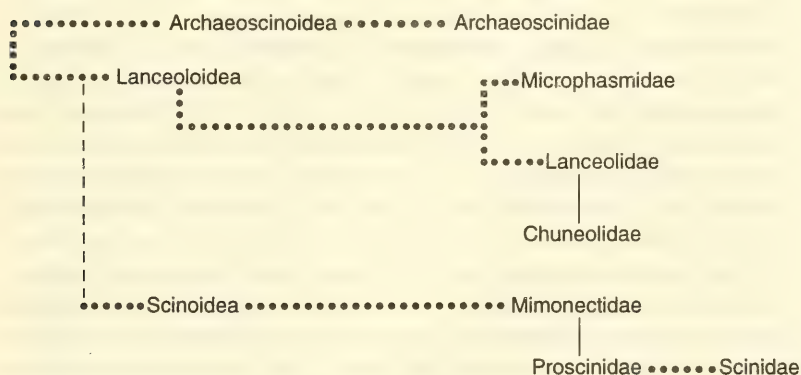 Archaeoscinoidea Archaeoscinidae
Lanceoloidea Microphasmidae
Lanceolidae
Chuneolidae
Scinoidea Mimonectidae
Proscinidae Scinidae